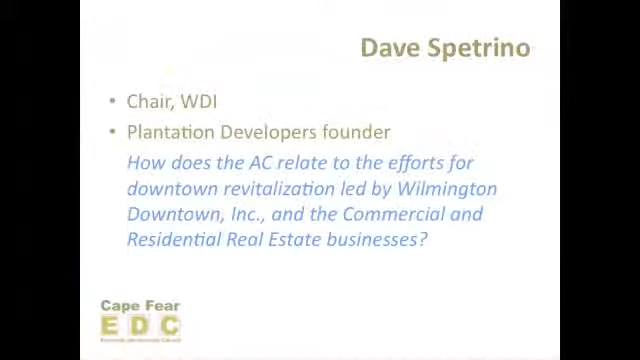 Dave Spetrino
• Chair, WDI
• Plantation Developers founder
How does the AC relate to the efforts for
downtown revitalization led by Wilmington
Downtown, Inc., and the Commercial and
Residential Real Estate businesses?
Cape Fear
EDC